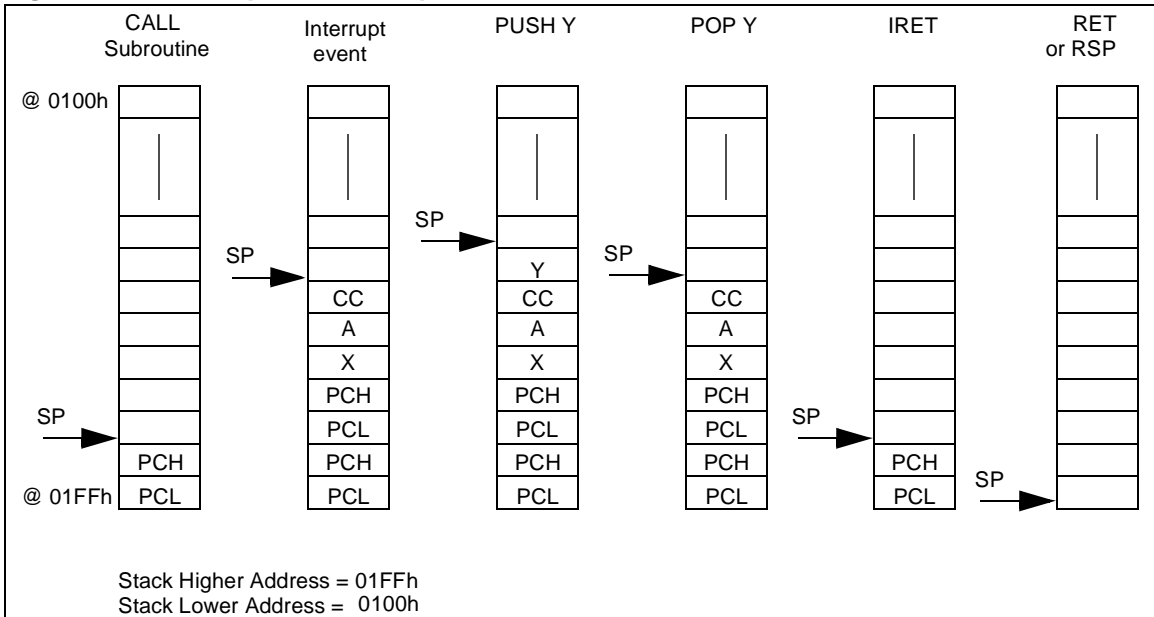 CALL
Subroutine
Interrupt
event
PUSH Y
POP Y
IRET
RET
or RSP
@ 0100h
SP
PCH
@ 01FFh PCL
SP
CC
A
X
PCH
PCL
PCH
PCL
SP
Y
CC
A
X
PCH
PCL
PCH
PCL
SP
CC
A
X
PCH
PCL
PCH
PCL
SP
PCH
PCL
SP
Stack Higher Address = 01FFh
Stack Lower Address = 0100h